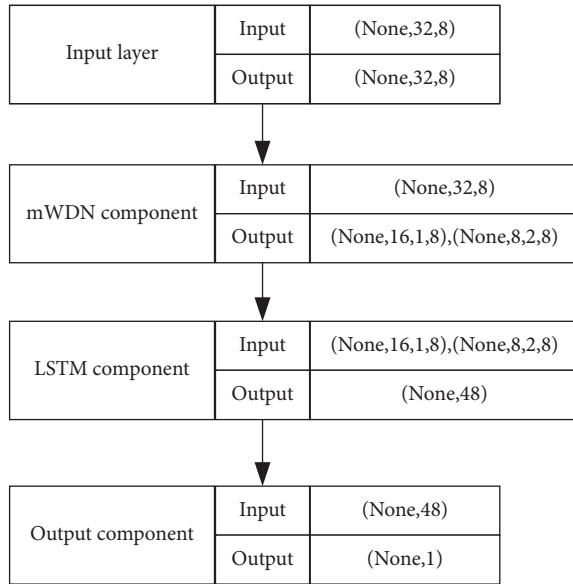 Input layer
Input
(None,32,8)
Output
(None,32,8)
mWDN component
Input
(None,32,8)
Output
(None,16,1,8),(None,8,2,8)
LSTM component
Input
(None,16,1,8),(None,8,2,8)
Output
(None,48)
Output component
Input
(None,48)
Output
(None,1)